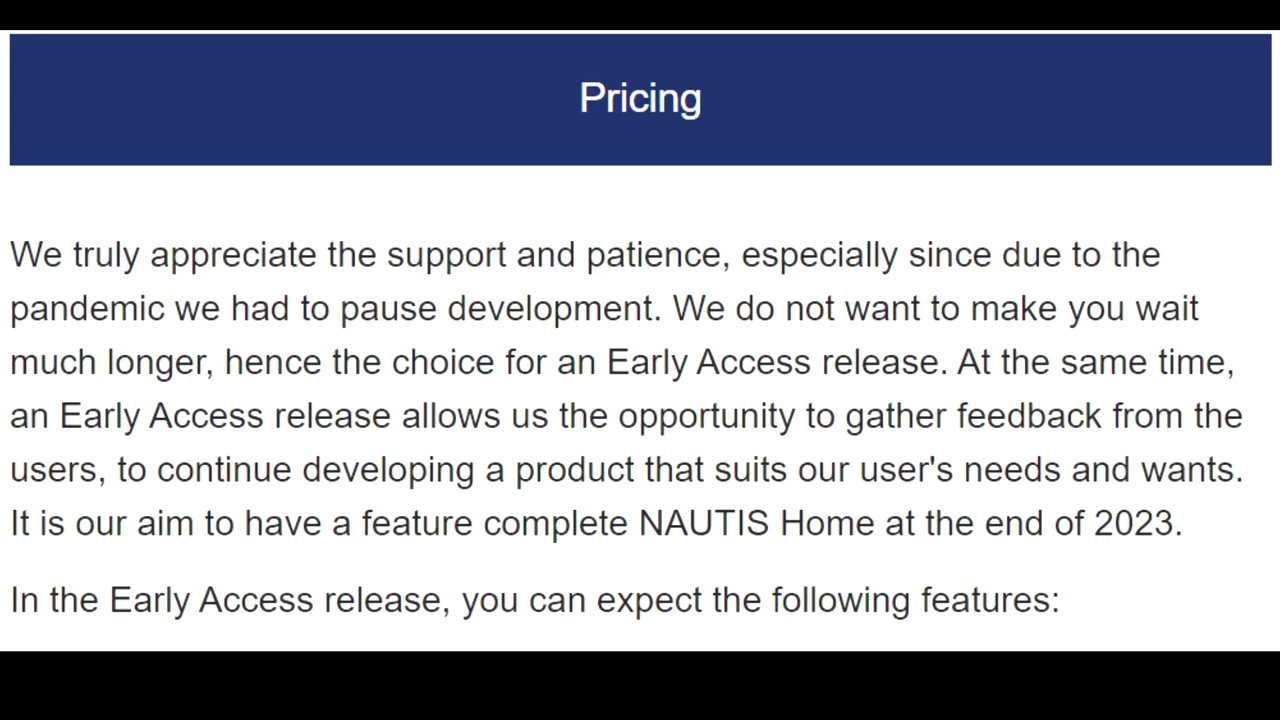 Pricing
We truly appreciate the support and patience, especially since due to the
pandemic we had to pause development. We do not want to make you wait
much longer, hence the choice for an Early Access release. At the same time,
an Early Access release allows us the opportunity to gather feedback from the
users, to continue developing a product that suits our user's needs and wants.
It is our aim to have a feature complete NAUTIS Home at the end of 2023.
In the Early Access release, you can expect the following features: